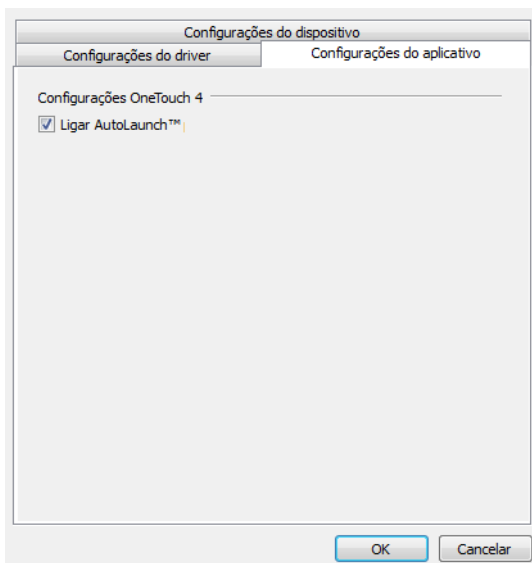 Configurações do dispositivo
Configurações do driver
Configurações do aplicativo
Configurações OneTouch 4
Ligar AutoLaunch™
OK
Cancelar